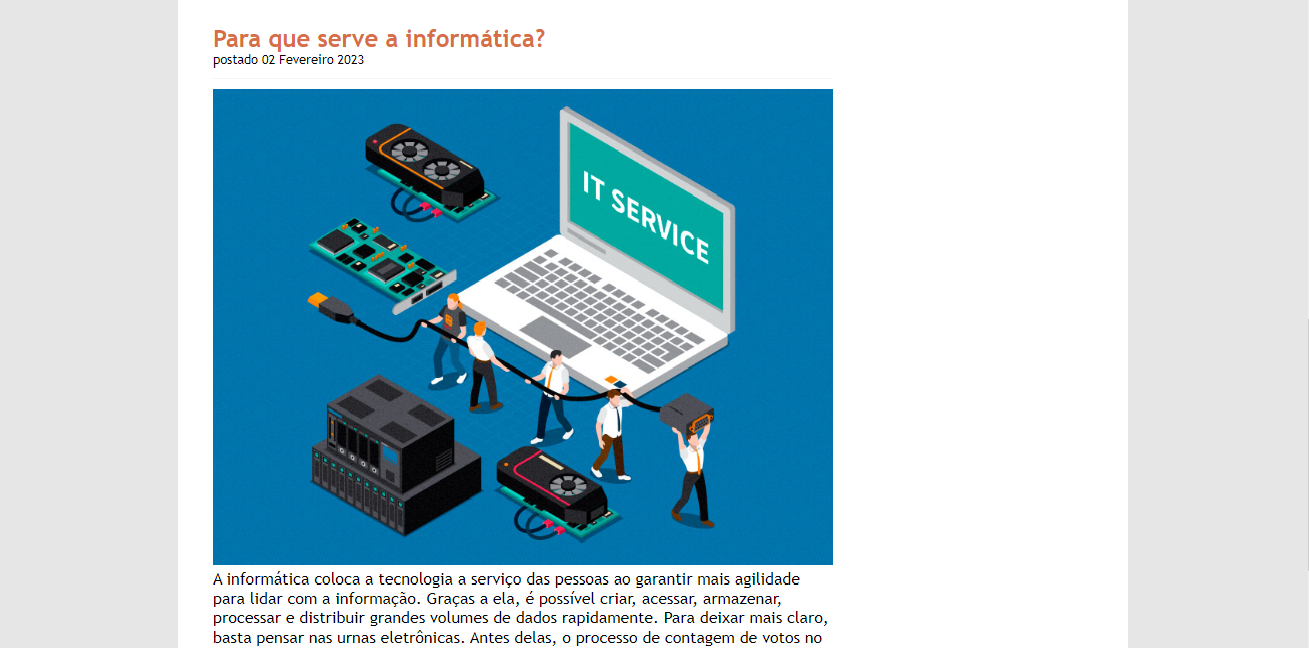 Para que serve a informática?
postado 02 Fevereiro 2023
IT SERVICE
A informática coloca a tecnologia a serviço das pessoas ao garantir mais agilidade
para lidar com a informação. Graças a ela, é possível criar, acessar, armazenar,
processar e distribuir grandes volumes de dados rapidamente. Para deixar mais claro,
basta pensar nas urnas eletrônicas. Antes delas, o processo de contagem de votos no